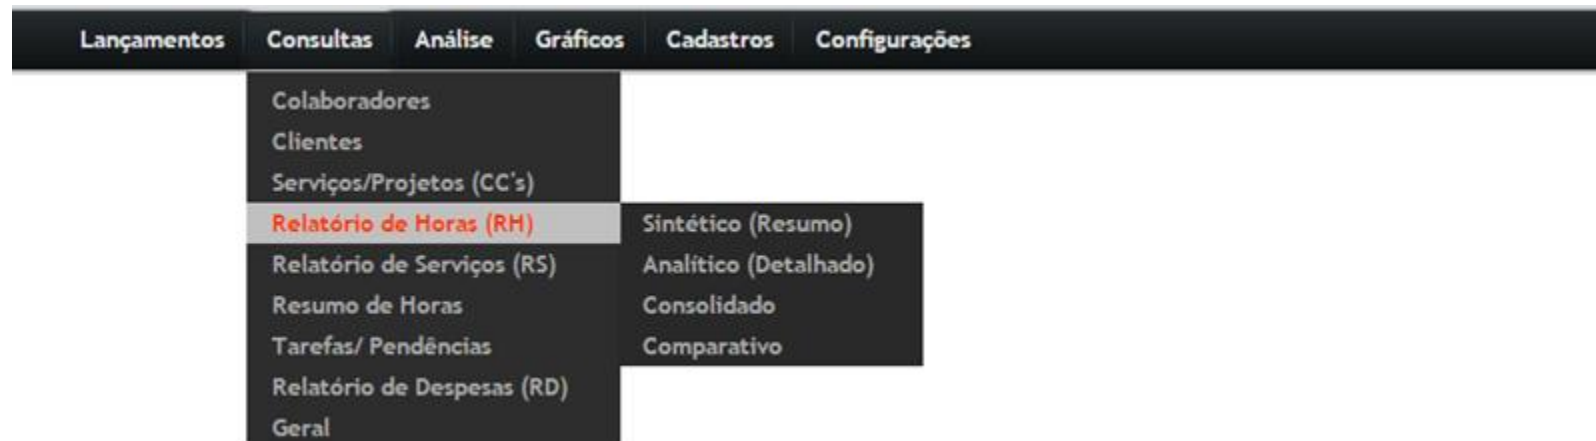 Lançamentos Consultas Análise Gráficos Cadastros Configurações
Colaboradores
Clientes
Serviços/Projetos (CC's)
Relatório de Horas (RH) Sintético (Resumo)
Relatório de Serviços (RS) Analítico (Detalhado)
Resumo de Horas Consolidado
Tarefas/ Pendências Comparativo
Relatório de Despesas (RD)
Geral